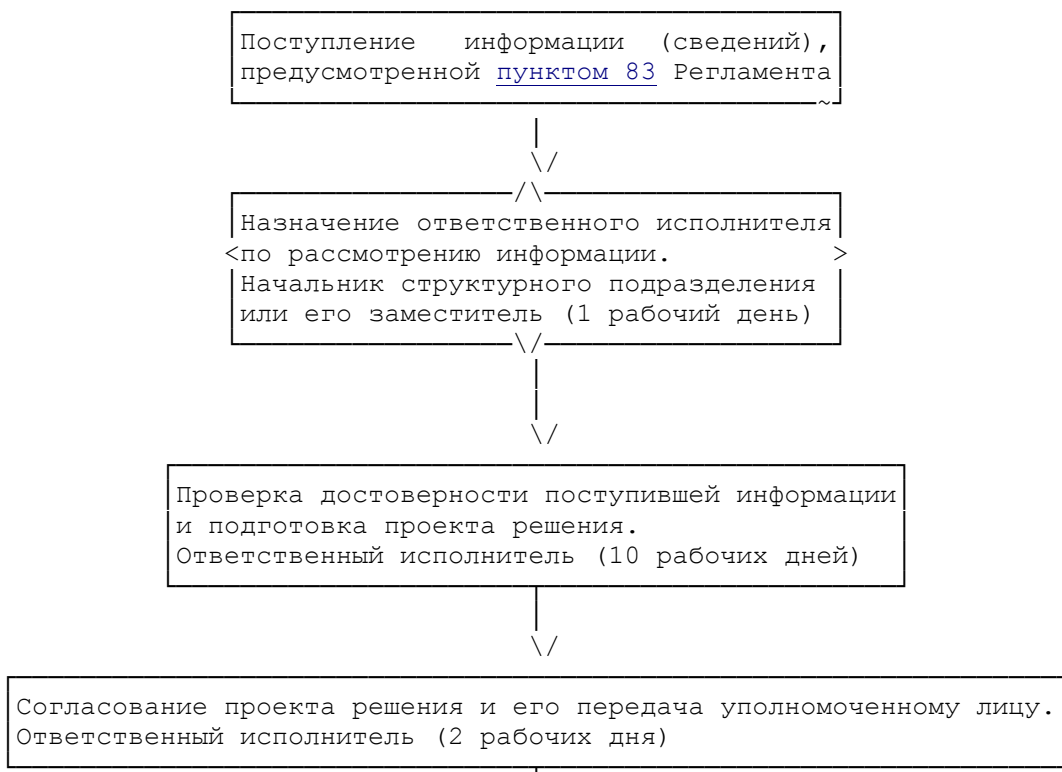 Поступление информации (сведений),
предусмотренной пунктом 83 Регламента
Назначение ответственного исполнителя
по рассмотрению информации.
Начальник структурного подразделения
или его заместитель (1 рабочий день)
Проверка достоверности поступившей информации
и подготовка проекта решения.
Ответственный исполнитель (10 рабочих дней)
Согласование проекта решения и его передача уполномоченному лицу.
Ответственный исполнитель (2 рабочих дня)